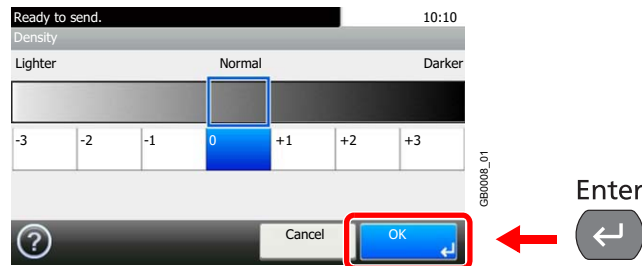 Ready to send. 10:10
Density
Lighter Normal Darker
-3 -2 -1 0 +1 +2 +3
GB0008_01
Enter
Cancel OK
?